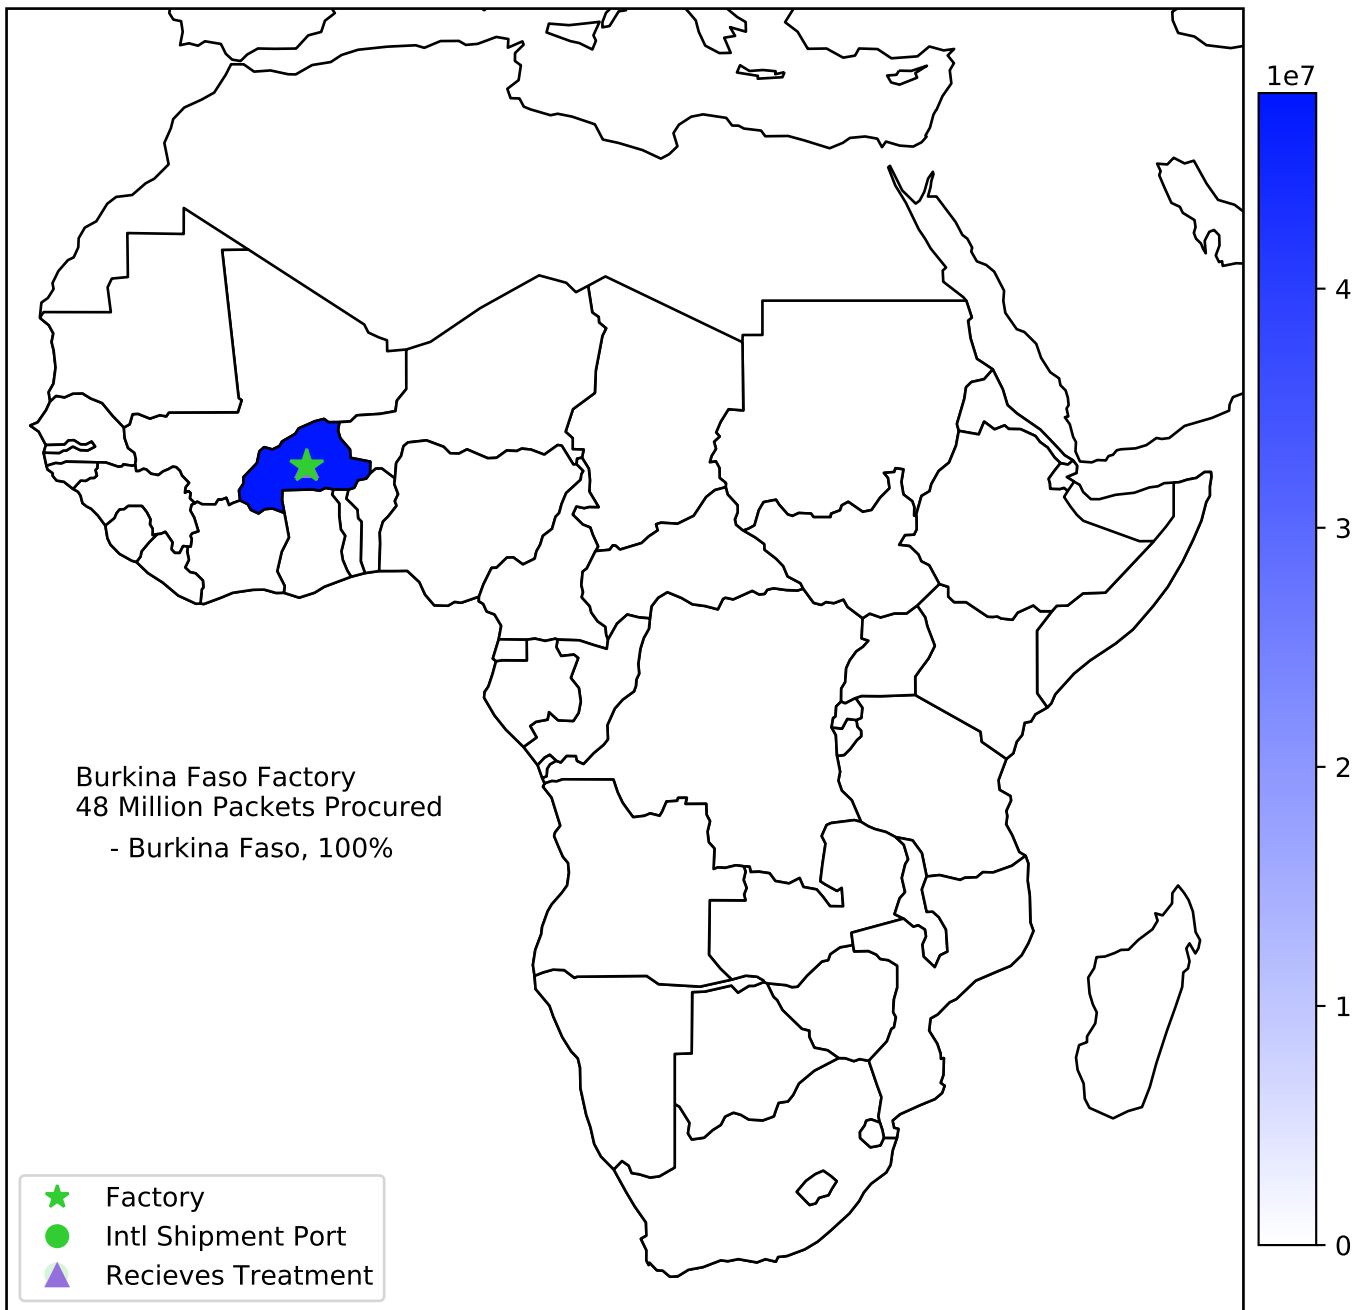 1e7
4
3
2
1
0
Burkina Faso Factory
48 Million Packets Procured
- Burkina Faso, 100%
Factory
Intl Shipment Port
Recieves Treatment